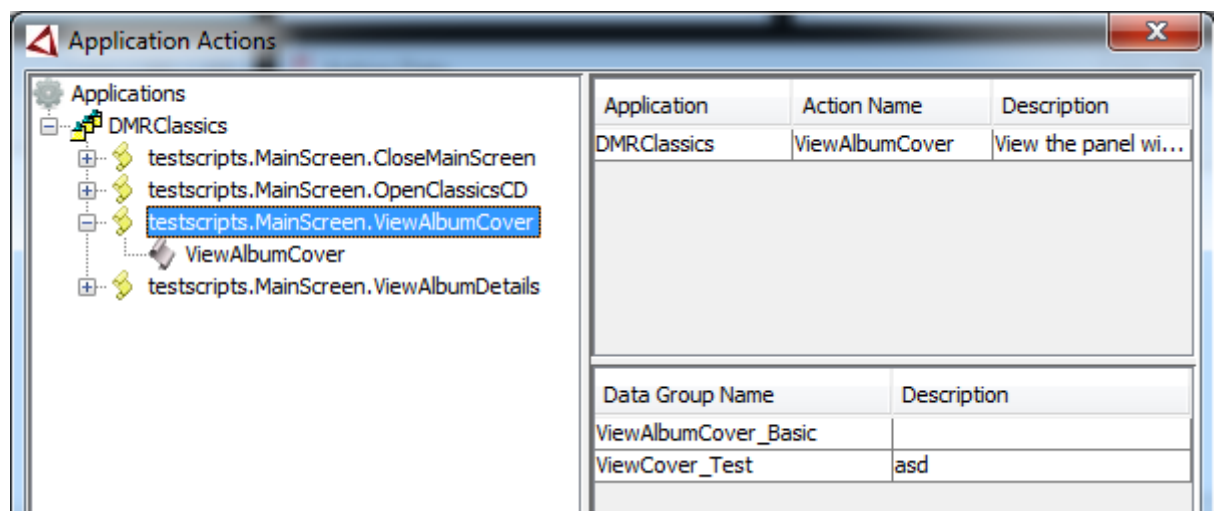 Application Actions
Applications
DMRClassics
testscripts.MainScreen.CloseMainScreen
testscripts.MainScreen.OpenClassicsCD
testscripts.MainScreen.ViewAlbumCover
ViewAlbumCover
testscripts.MainScreen.ViewAlbumDetails
Application Action Name Description
DMRClassics ViewAlbumCover View the panel wi...
Data Group Name Description
ViewAlbumCover_Basic
ViewCover_Test asd